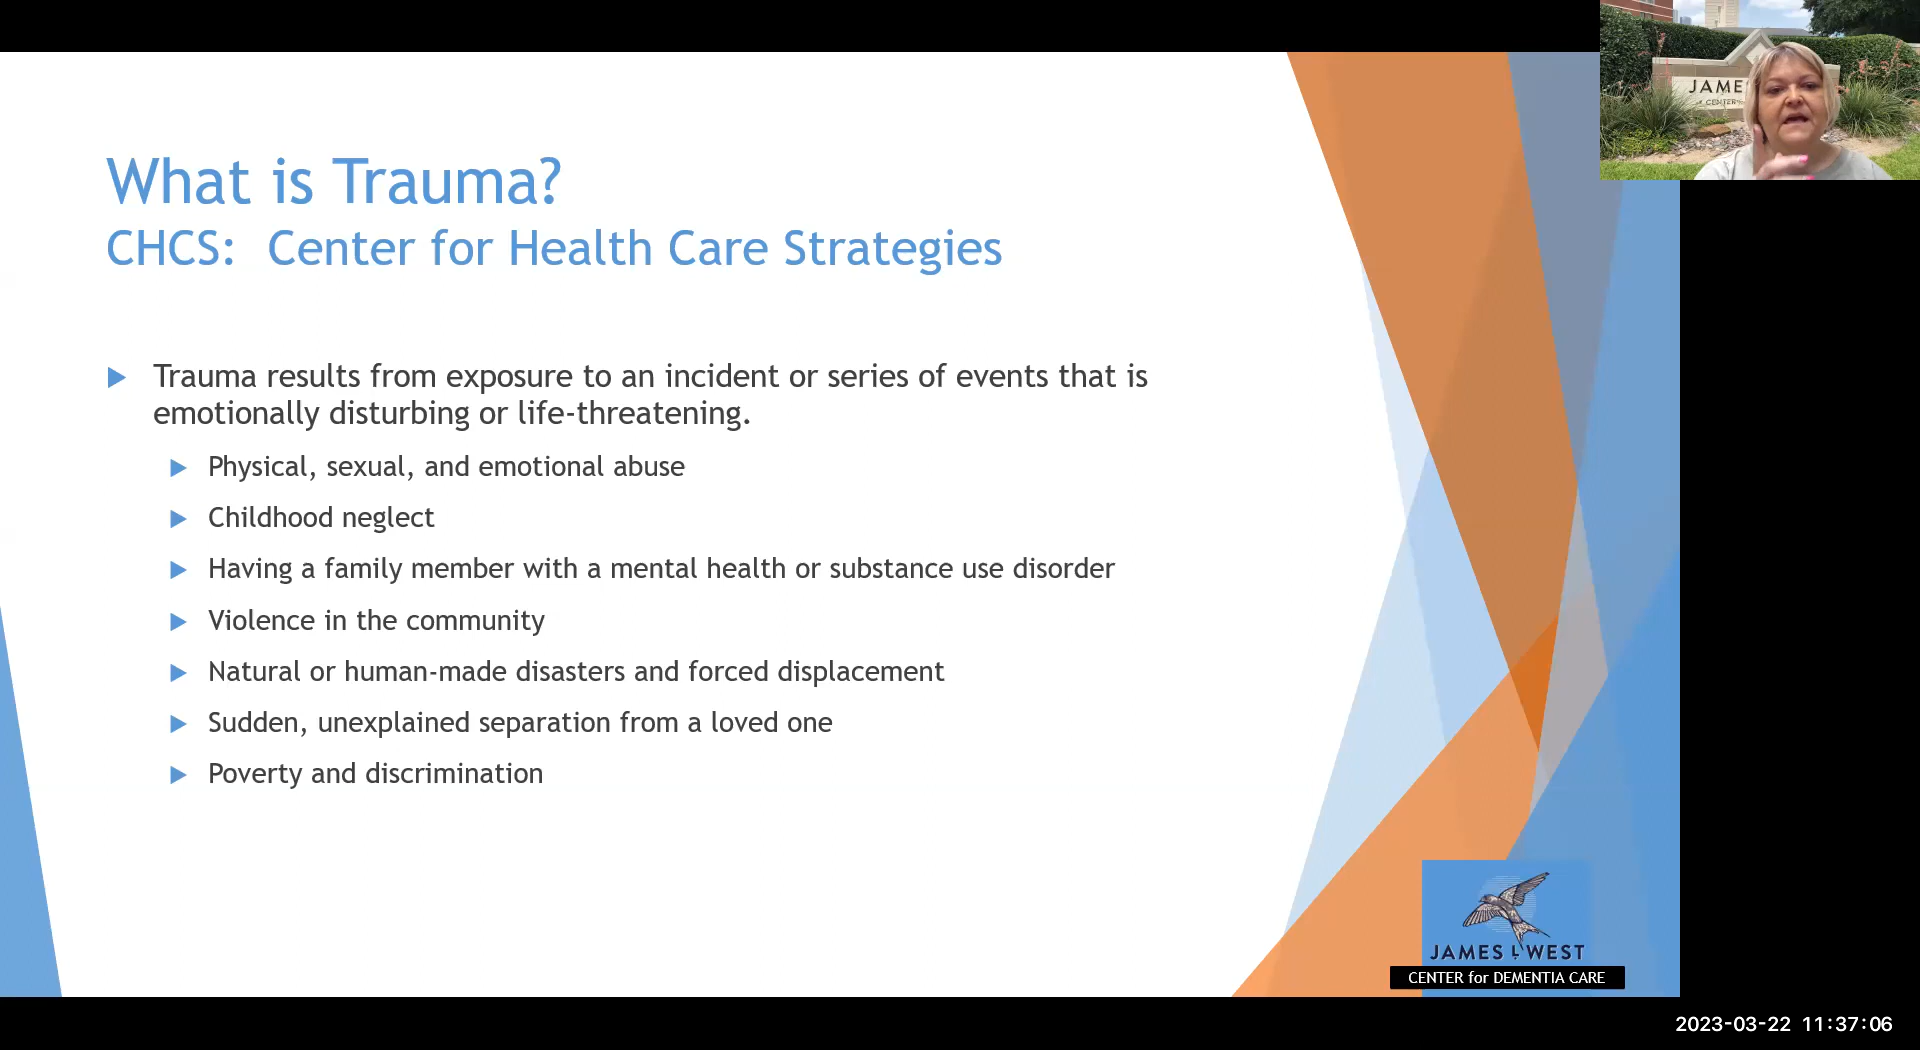 What is Trauma?
CHCS: Center for Health Care Strategies
Trauma results from exposure to an incident or series of events that is
emotionally disturbing or life-threatening.
Physical, sexual, and emotional abuse
Childhood neglect
Having a family member with a mental health or substance use disorder
Violence in the community
Natural or human-made disasters and forced displacement
Sudden, unexplained separation from a loved one
Poverty and discrimination
JAME
CENTER
JAMES L WEST
CENTER for DEMENTIA CARE
2023-03-22 11:37:06